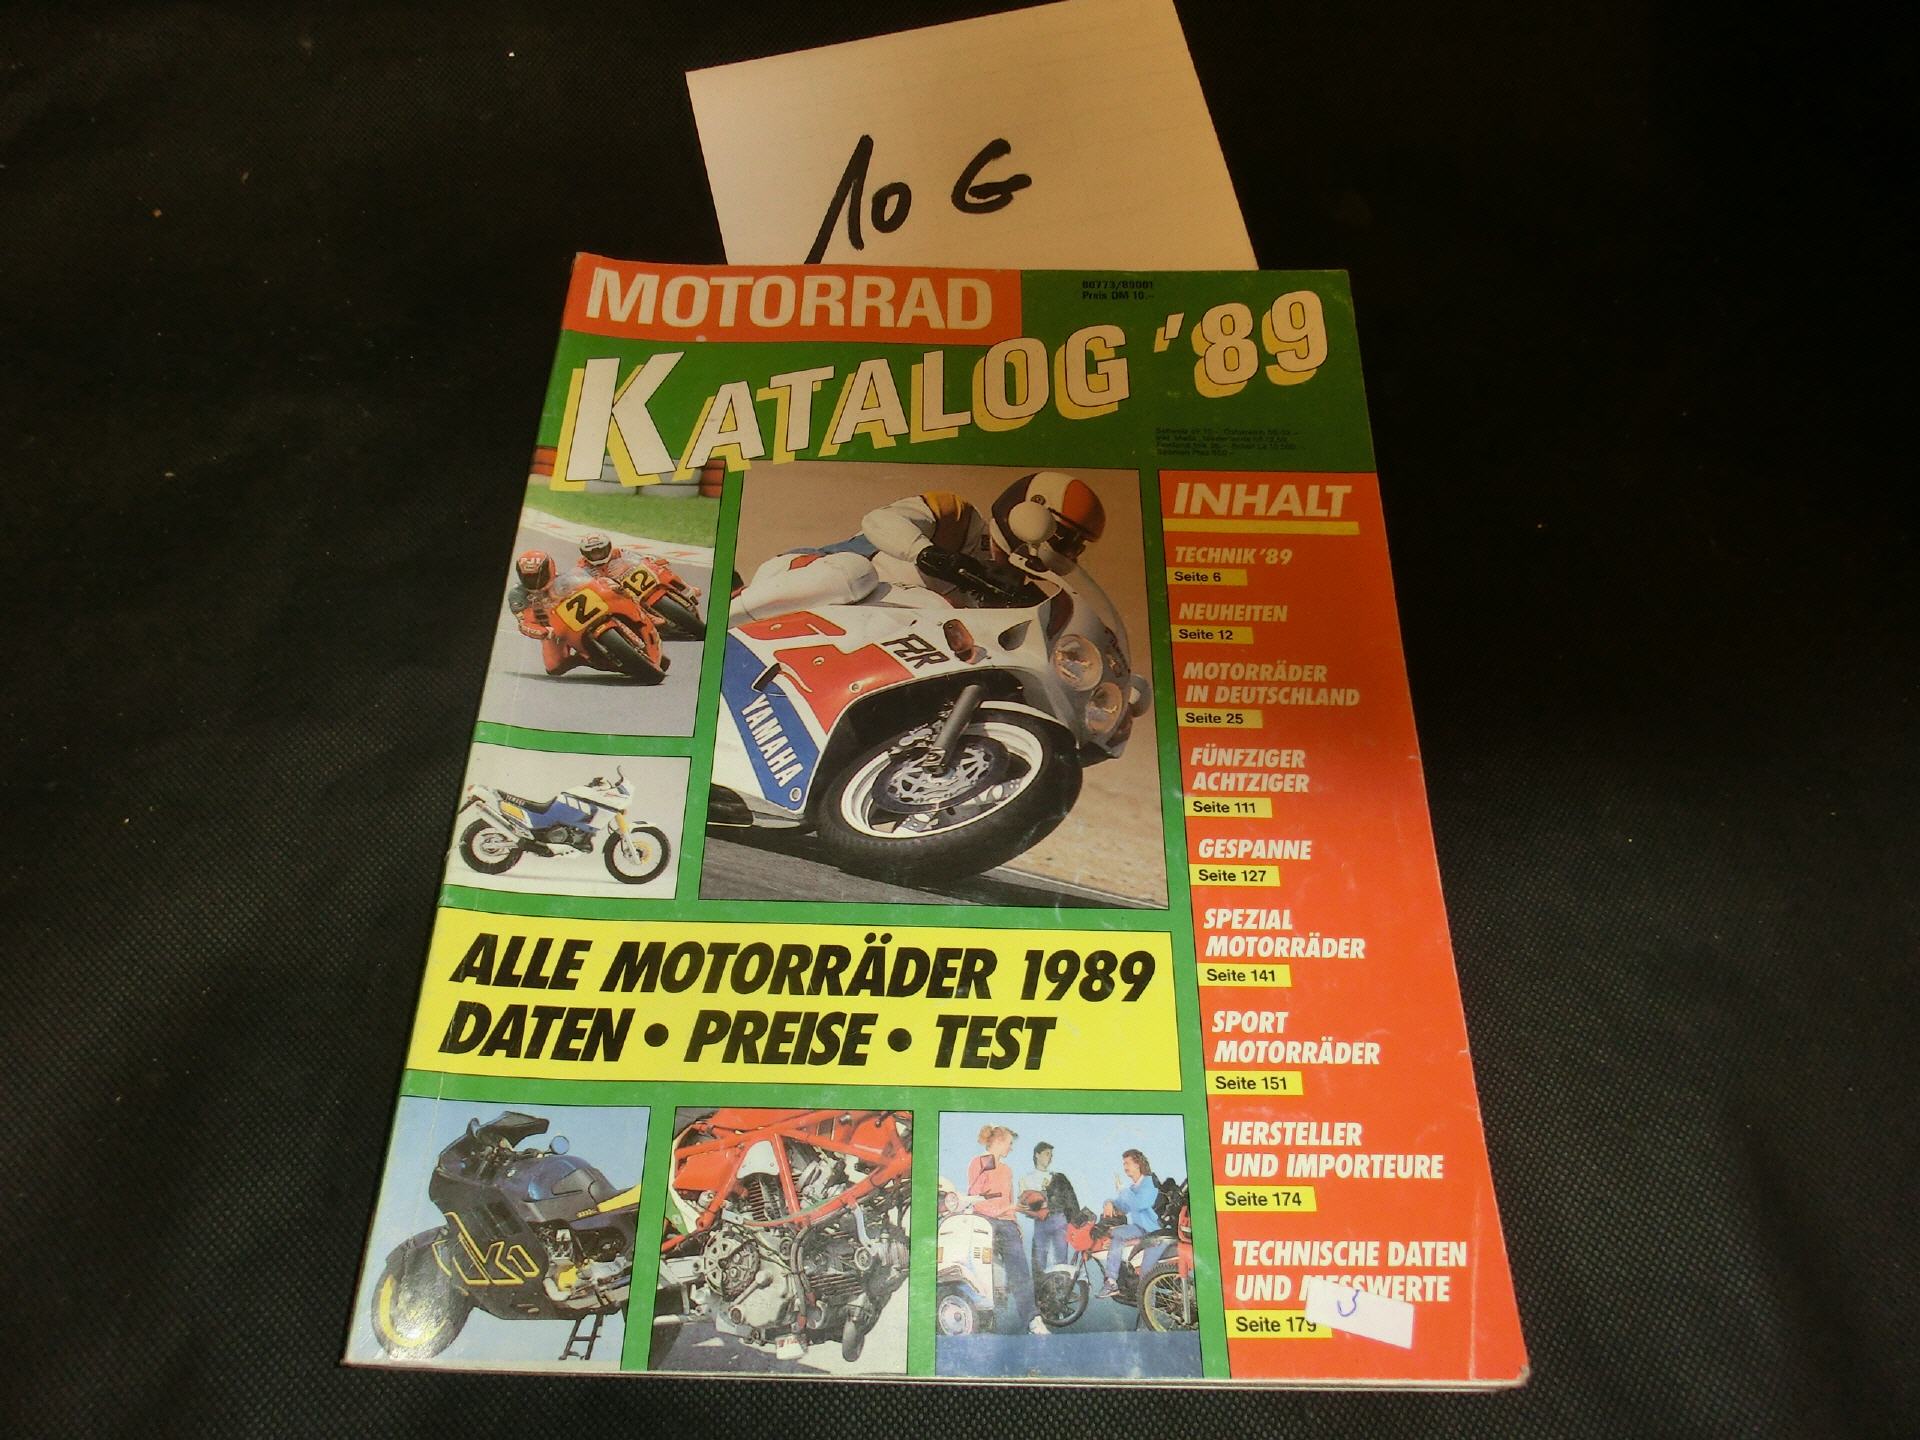 10 G
MOTORRAD
80773/89001
Preis DM 10.-
KATALOG '89
INHALT
TECHNIK '89
Seite 6
NEUHEITEN
Seite 12
MOTORRÄDER
IN DEUTSCHLAND
Seite 25
FÜNFZIGER
ACHTZIGER
Seite 111
GESPANNE
Seite 127
SPEZIAL
MOTORRÄDER
Seite 141
SPORT
MOTORRÄDER
Seite 151
HERSTELLER
UND IMPORTEURE
Seite 174
TECHNISCHE DATEN
UND MESSWERTE
Seite 179
2
12
FZR
YAMAHA
ALLE MOTORRÄDER 1989
DATEN • PREISE • TEST